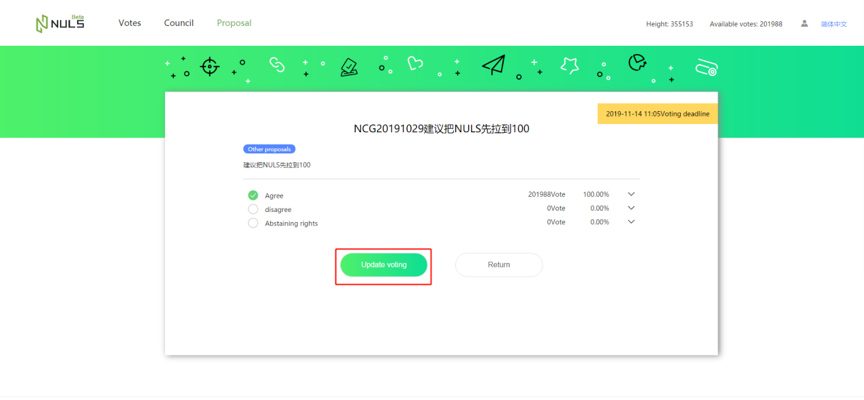 NULS Beta Votes Council Proposal Height: 355153 Available votes: 201988 简体中文
2019-11-14 11:05Voting deadline
NCG20191029建议把NULS先拉到100
Other proposals
建议把NULS先拉到100
Agree 201988Vote 100.00%
disagree 0Vote 0.00%
Abstaining rights 0Vote 0.00%
Update voting Return